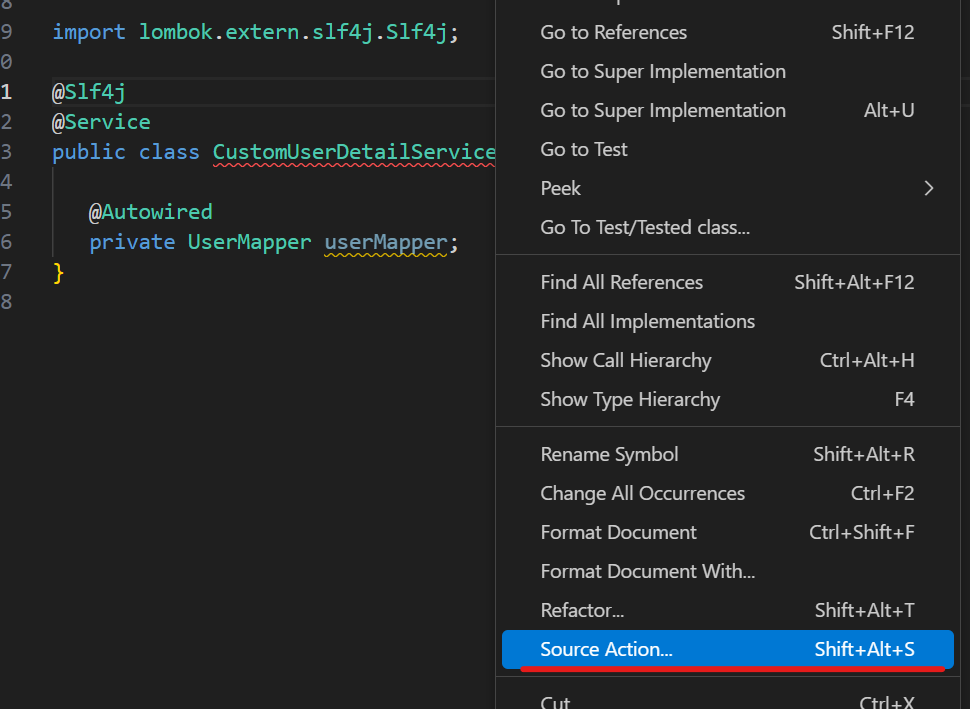 9 import lombok.extern.slf4j.Slf4j;
0
1 @Slf4j
2 @Service
3 public class CustomUserDetailService
4
5 @Autowired
6 private UserMapper userMapper;
7 }
8
Go to References Shift+F12
Go to Super Implementation
Go to Super Implementation Alt+U
Go to Test
Peek
Go To Test/Tested class...
Find All References Shift+Alt+F12
Find All Implementations
Show Call Hierarchy Ctrl+Alt+H
Show Type Hierarchy F4
Rename Symbol Shift+Alt+R
Change All Occurrences Ctrl+F2
Format Document Ctrl+Shift+F
Format Document With...
Refactor... Shift+Alt+T
Source Action... Shift+Alt+S
Cut Ctrl+X